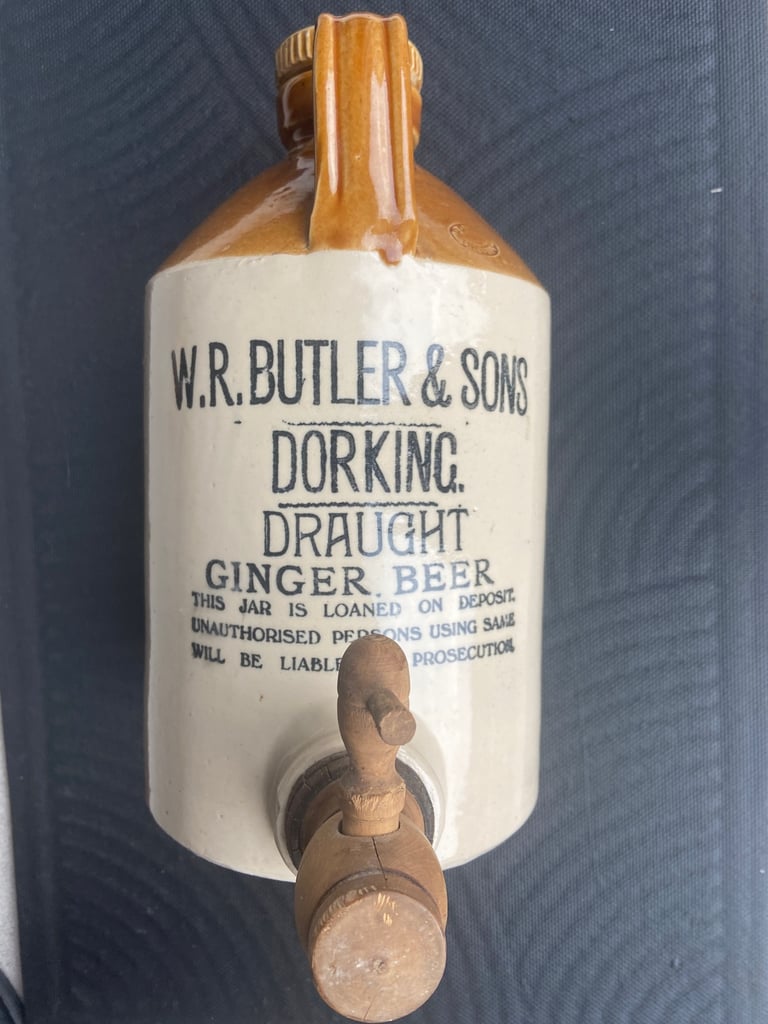 W.R. BUTLER & SONS
DORKING.
DRAUGHT
GINGER. BEER
THIS JAR IS LOANED ON DEPOSIT.
UNAUTHORISED PERSONS USING SAME
WILL BE LIABLE PROSECUTION.